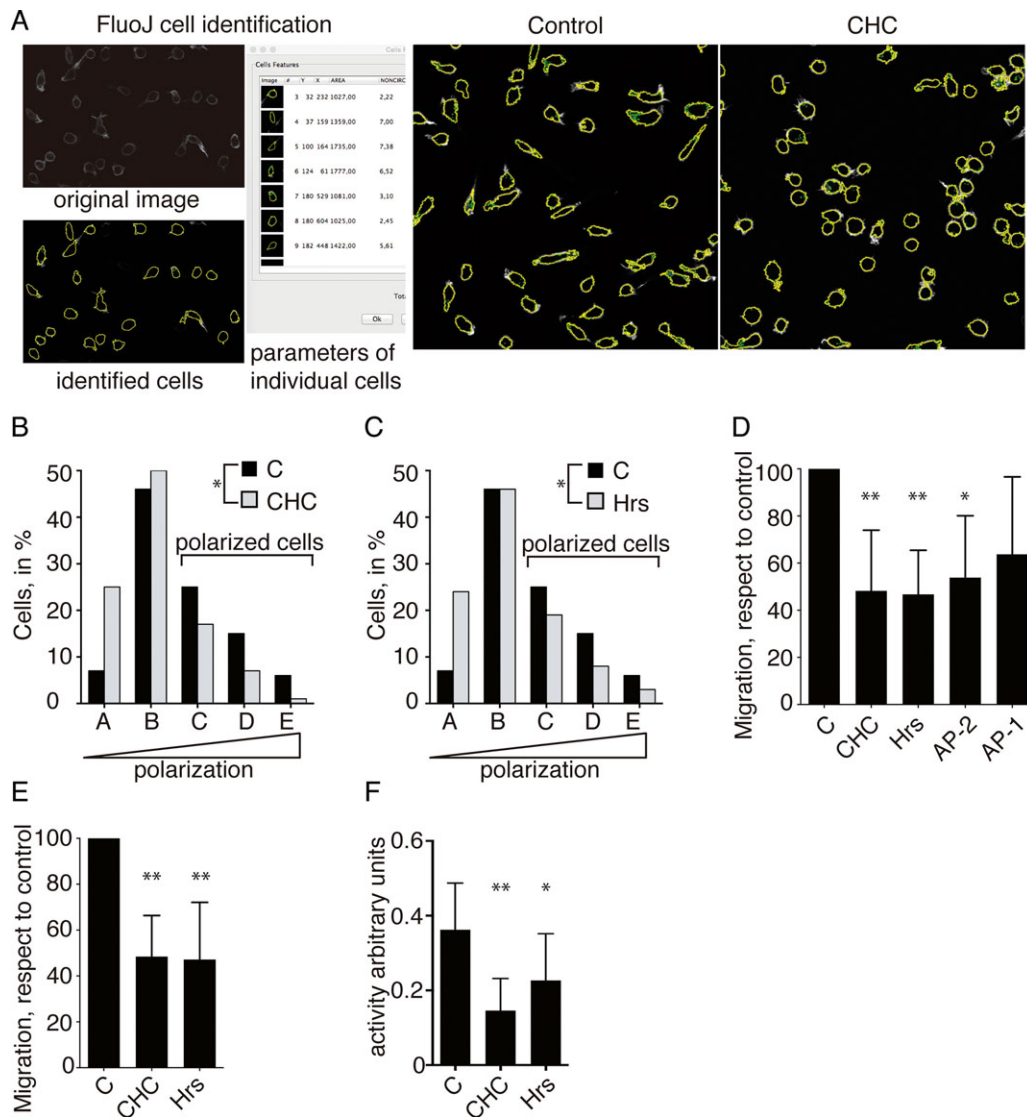 A
FluoJ cell identification
Control
CHC
Cells Features
Image # Y X AREA
3 32 232 1027,00 2,22
4 37 159 1359,00 7,00
5 100 164 1735,00 7,38
6 124 61 1777,00 6,52
7 180 529 1081,00 3,10
8 180 604 1025,00 2,45
9 182 448 1422,00 5,61
Ok
original image
identified cells
parameters of
individual cells
B
Cells, in %
50
40
30
20
10
0
C
CHC
*
polarized cells
A B C D E
polarization
C
Cells, in %
50
40
30
20
10
0
C
Hrs
*
polarized cells
A B C D E
polarization
D
Migration, respect to control
100
80
60
40
20
0
** ** *
C CHC Hrs AP-2 AP-1
E
Migration, respect to control
100
80
60
40
20
0
** **
C CHC Hrs
F
activity arbitrary units
0.6
0.4
0.2
0
** *
C CHC Hrs